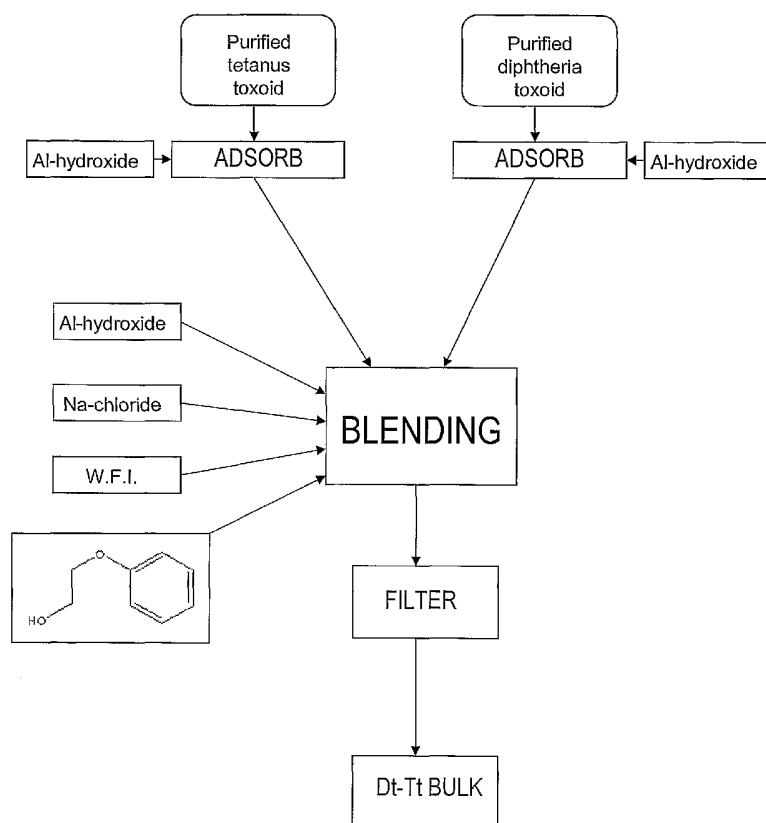 Purified
tetanus
toxoid
Purified
diphtheria
toxoid
Al-hydroxide
ADSORB
ADSORB
Al-hydroxide
Al-hydroxide
Na-chloride
W.F.I.
BLENDING
O
HO
FILTER
Dt-Tt BULK